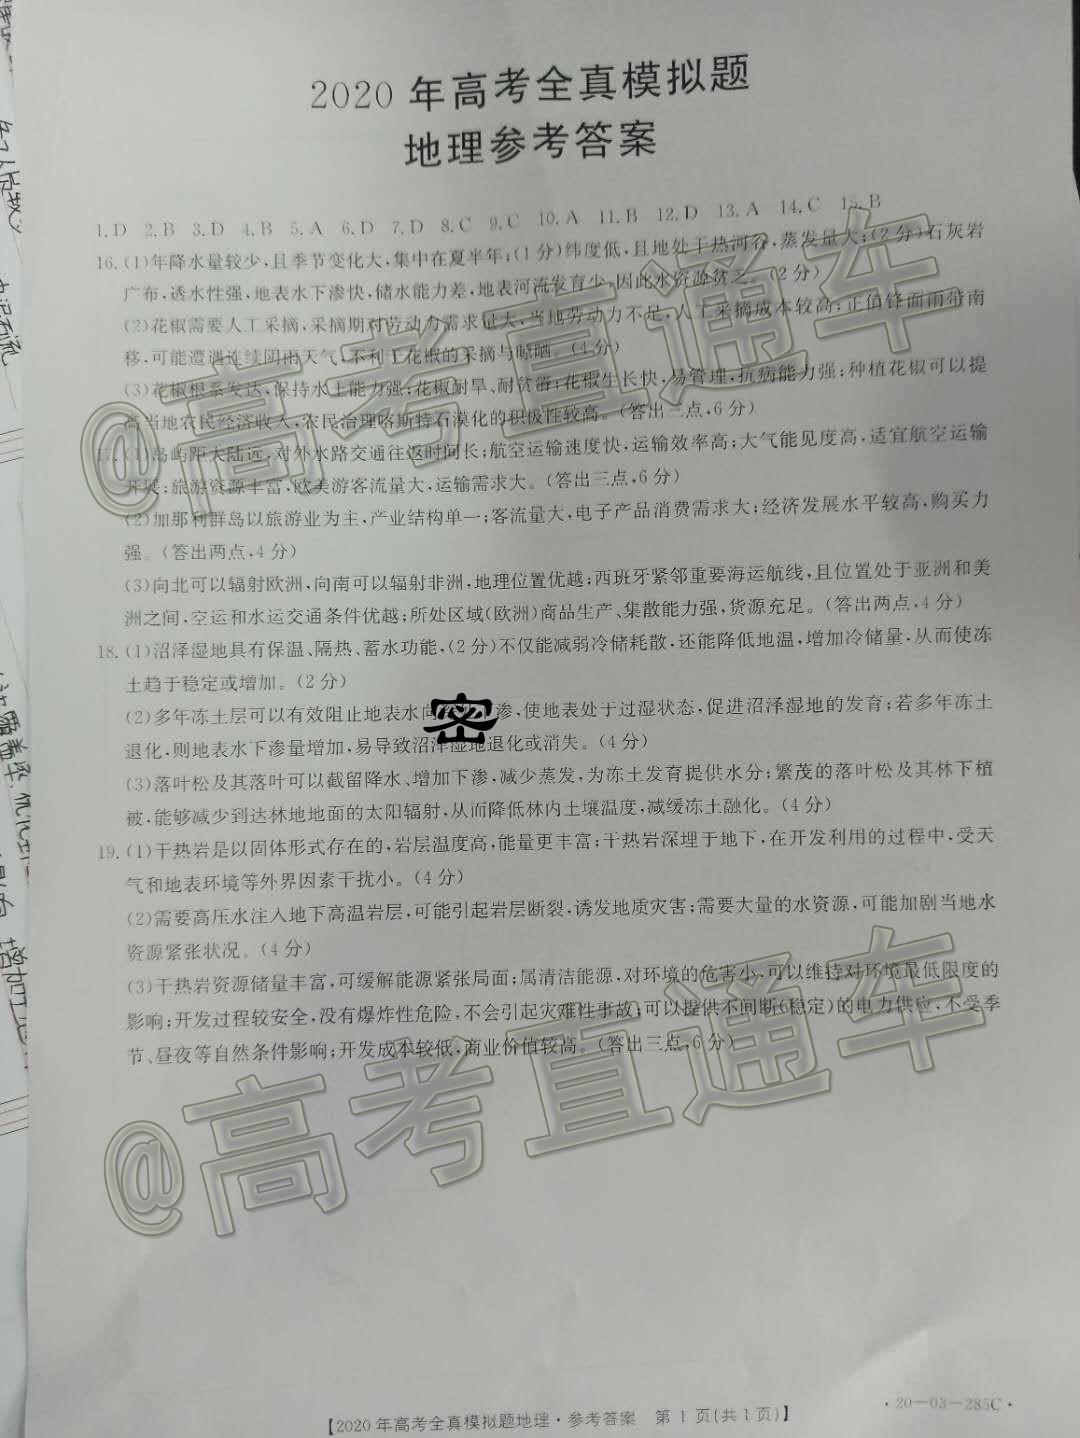 2020 年高考全真模拟题
地理参考答案
1.D 2.B 3.D 4.B 5.A 6.D 7.D 8.C 9.C 10.A 11.B 12.D 13.A 14.C 15.B
16.(1)年降水量较少,且季节变化大,集中在夏半年;(1分)纬度低,且地处干热河谷,蒸发量大;(2分)石灰岩
广布,透水性强,地表水下渗快,储水能力差,地表河流发育少,因此水资源贫乏。(2分)
(2)花椒需要人工采摘,采摘期对劳动力需求量大,当地劳动力不足,人工采摘成本较高;正值锋面雨带南
移,可能遭遇连续阴雨天气,不利于花椒的采摘与晾晒。(4分)
(3)花椒根系发达,保持水土能力强;花椒耐旱、耐贫瘠;花椒生长快,易管理,抗病能力强;种植花椒可以提
高当地农民经济收入,农民治理喀斯特石漠化的积极性较高。(答出三点,6分)
17.(1)岛屿距大陆远,对外水路交通往返时间长;航空运输速度快,运输效率高;大气能见度高,适宜航空运输
开展;旅游资源丰富,欧美游客流量大,运输需求大。(答出三点,6分)
(2)加那利群岛以旅游业为主,产业结构单一;客流量大,电子产品消费需求大;经济发展水平较高,购买力
强。(答出两点,4分)
(3)向北可以辐射欧洲,向南可以辐射非洲,地理位置优越;西班牙紧邻重要海运航线,且位置处于亚洲和美
洲之间,空运和水运交通条件优越;所处区域(欧洲)商品生产、集散能力强,货源充足。(答出两点,4分)
18.(1)沼泽湿地具有保温、隔热、蓄水功能,(2分)不仅能减弱冷储耗散,还能降低地温,增加冷储量,从而使冻
土趋于稳定或增加。(2分)
(2)多年冻土层可以有效阻止地表水向 渗,使地表处于过湿状态,促进沼泽湿地的发育;若多年冻土
密
退化,则地表水下渗量增加,易导致沼泽湿地退化或消失。(4分)
(3)落叶松及其落叶可以截留降水、增加下渗,减少蒸发,为冻土发育提供水分;繁茂的落叶松及其林下植
被,能够减少到达林地地面的太阳辐射,从而降低林内土壤温度,减缓冻土融化。(4分)
19.(1)干热岩是以固体形式存在的,岩层温度高,能量更丰富;干热岩深埋于地下,在开发利用的过程中,受天
气和地表环境等外界因素干扰小。(4分)
(2)需要高压水注入地下高温岩层,可能引起岩层断裂,诱发地质灾害;需要大量的水资源,可能加剧当地水
资源紧张状况。(4分)
(3)干热岩资源储量丰富,可缓解能源紧张局面;属清洁能源,对环境的危害小,可以维持对环境最低限度的
影响;开发过程较安全,没有爆炸性危险,不会引起灾难性事故;可以提供不间断(稳定)的电力供应,不受季
节、昼夜等自然条件影响;开发成本较低,商业价值较高。(答出三点,6分)
@高考直通车
@高考直通车
【2020年高考全真模拟题地理·参考答案 第1页(共1页)】
·20—03—285C·